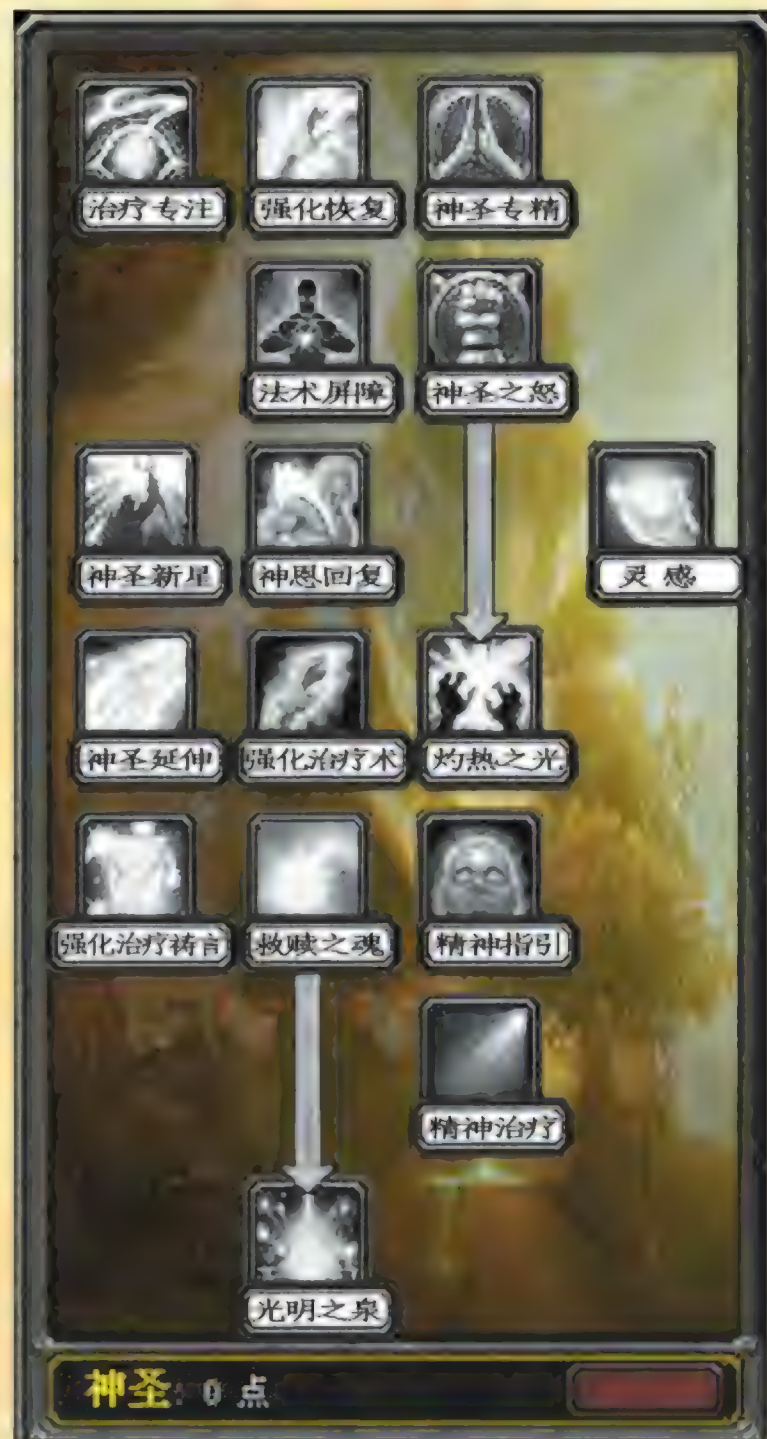 治疗专注
强化恢复
神圣专精
法术屏障
神圣之怒
神圣新星
神恩回复
灵感
神圣延伸
强化治疗术
灼热之光
强化治疗祷言
救赎之魂
精神指引
精神治疗
光明之泉
神圣: 0 点